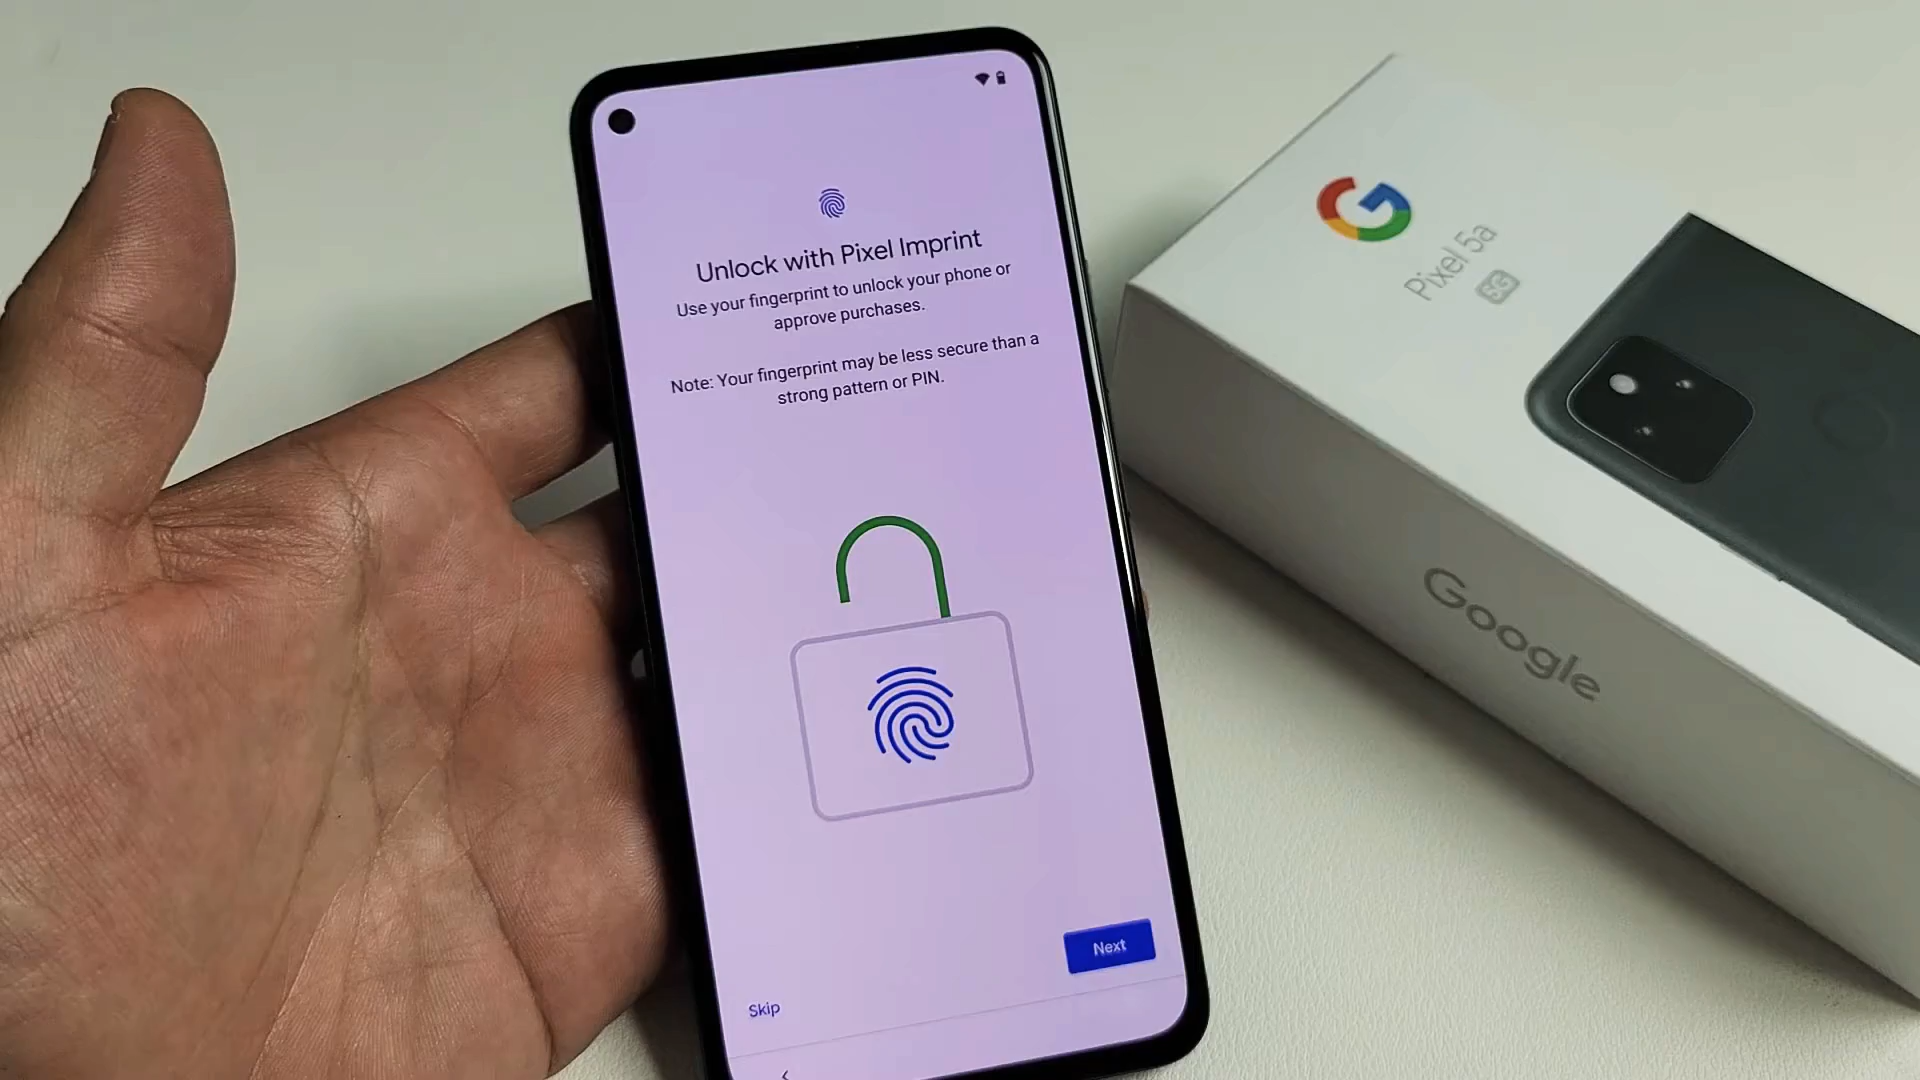 Unlock with Pixel Imprint
Use your fingerprint to unlock your phone or
approve purchases.
Note: Your fingerprint may be less secure than a
strong pattern or PIN.
Next
Skip
G
Pixel 5a
5G
Google